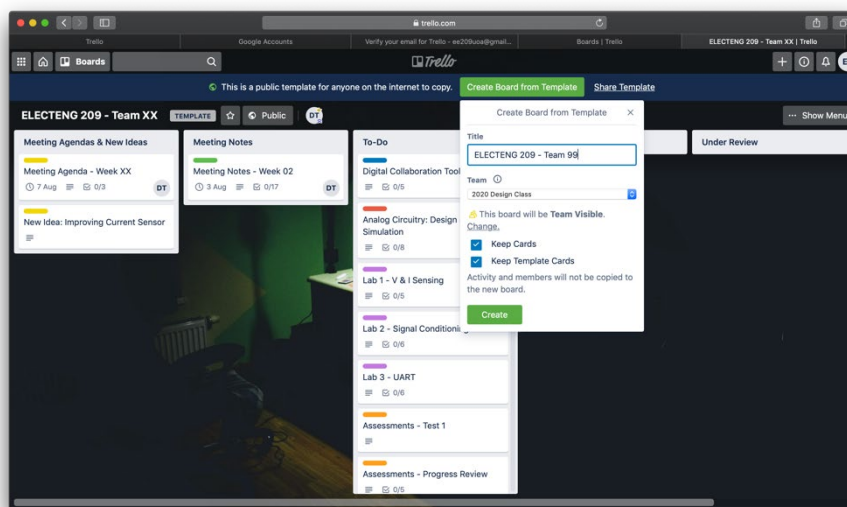 trello.com
Trello
Google Accounts
Verify your email for Trello - ee209uoa@gmail...
Boards | Trello
ELECTENG 209 - Team XX | Trello
Boards
Trello
This is a public template for anyone on the internet to copy.
Create Board from Template
Share Template
ELECTENG 209 - Team XX
TEMPLATE
Public
DT
Show Menu
Meeting Agendas & New Ideas
Meeting Agenda - Week XX
7 Aug
0/3
DT
New Idea: Improving Current Sensor
Meeting Notes
Meeting Notes - Week 02
3 Aug
0/17
DT
To-Do
Digital Collaboration Tool
0/5
Analog Circuitry: Design
Simulation
0/8
Lab 1 - V & I Sensing
0/5
Lab 2 - Signal Conditioning
0/6
Lab 3 - UART
0/6
Assessments - Test 1
Assessments - Progress Review
0/5
Create Board from Template
Title
ELECTENG 209 - Team 99
Team
2020 Design Class
This board will be Team Visible.
Change.
Keep Cards
Keep Template Cards
Activity and members will not be copied to
the new board.
Create
Under Review